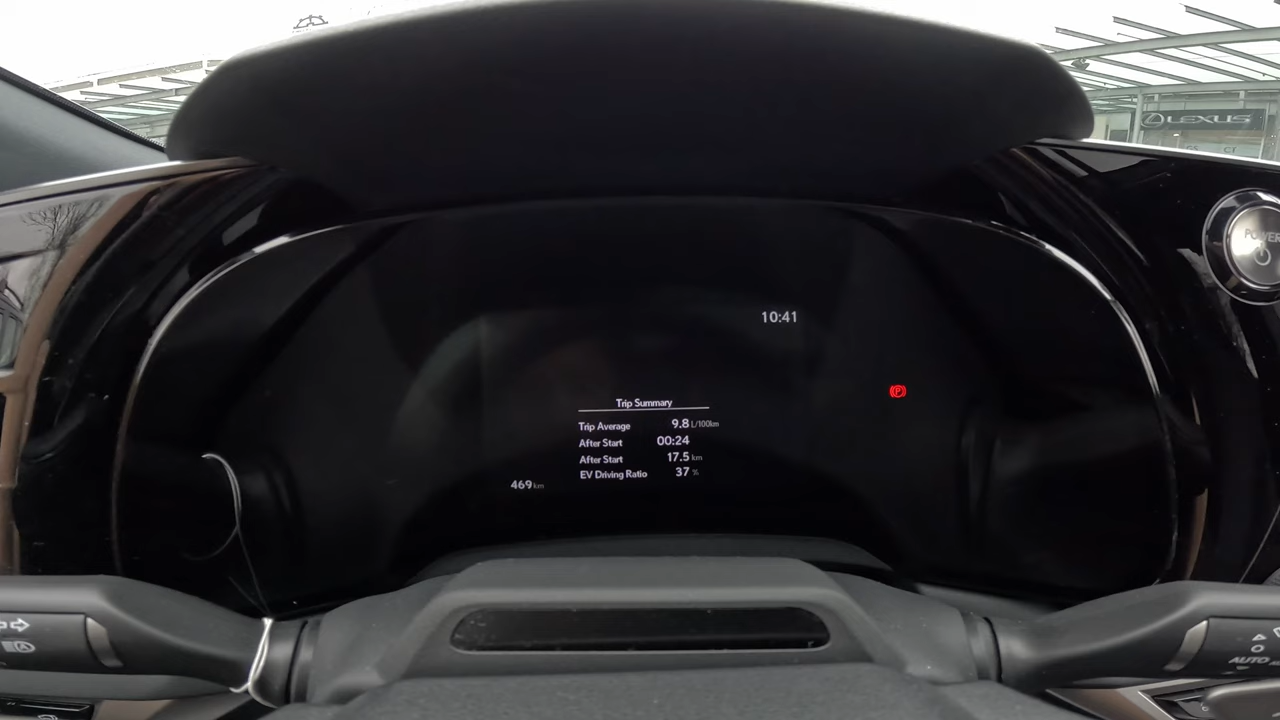 LEXUS
CT
POWER
10:41
Trip Summary
Trip Average 9.8 L/100km
After Start 00:24
After Start 17.5 km
EV Driving Ratio 37 %
469 km
P
A
AUTO